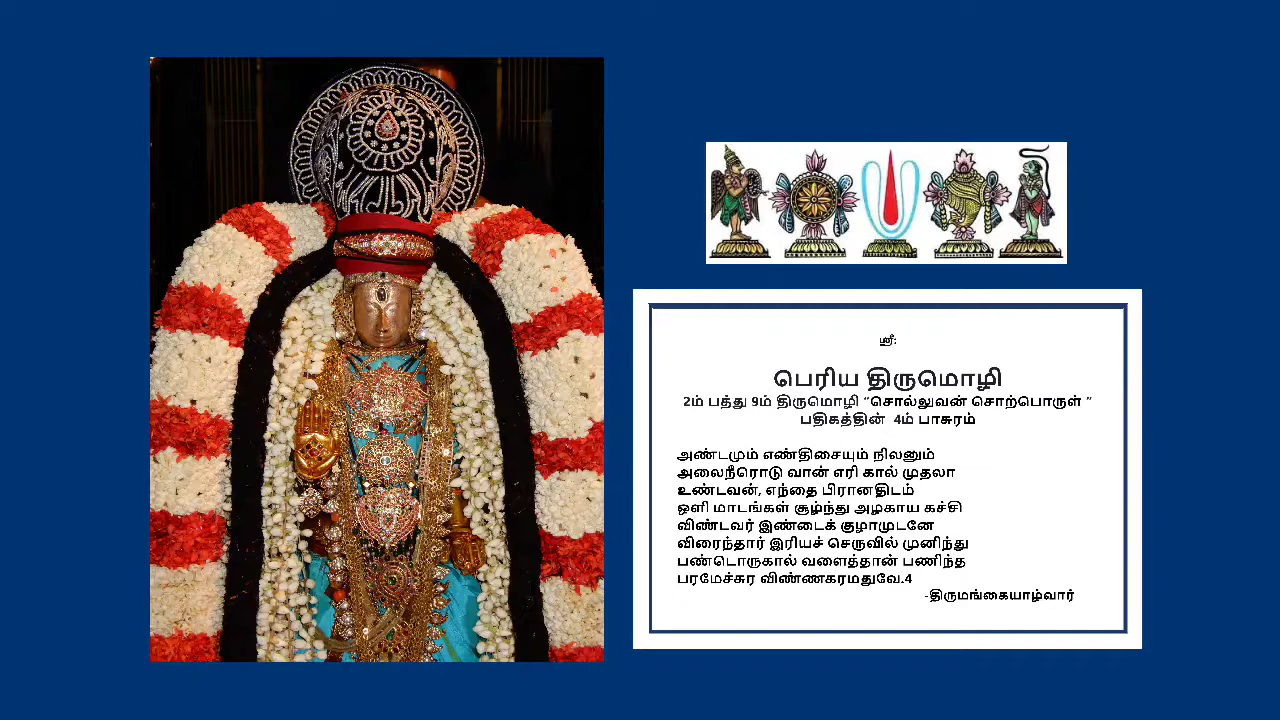 ஸ்ரீ:
பெரிய திருமொழி
2ம் பத்து 9ம் திருமொழி “சொல்லுவன் சொற்பொருள் ”
பதிகத்தின் 4ம் பாசுரம்
அண்டமும் எண்திசையும் நிலனும்
அலைநீரொடு வான் எரி கால் முதலா
உண்டவன், எந்தை பிரானதிடம்
ஒளி மாடங்கள் சூழ்ந்து அழகாய கச்சி
விண்டவர் இண்டைக் குழாமுடனே
விரைந்தார் இரியச் செருவில் முனிந்து
பண்டொருகால் வளைத்தான் பணிந்த
பரமேச்சுர விண்ணகரமதுவே.4
-திருமங்கையாழ்வார்